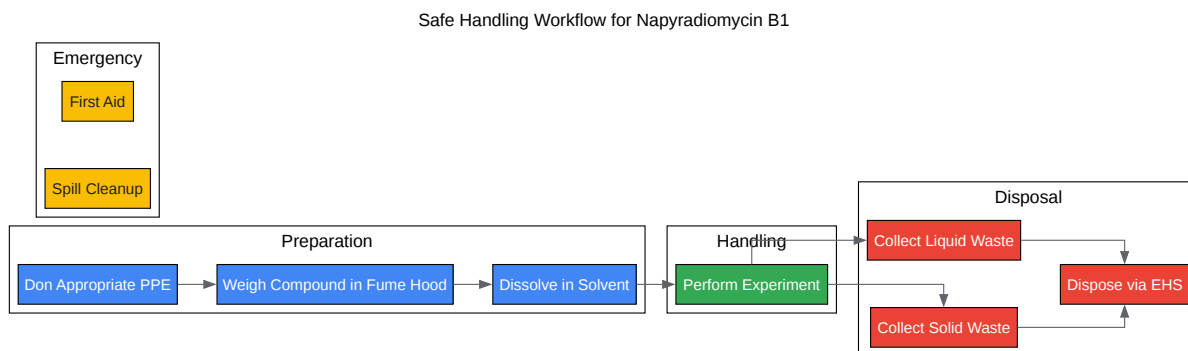 Safe Handling Workflow for Napyradiomycin B1
Emergency
First Aid
Spill Cleanup
Preparation
Don Appropriate PPE
Weigh Compound in Fume Hood
Dissolve in Solvent
Handling
Perform Experiment
Disposal
Collect Liquid Waste
Collect Solid Waste
Dispose via EHS